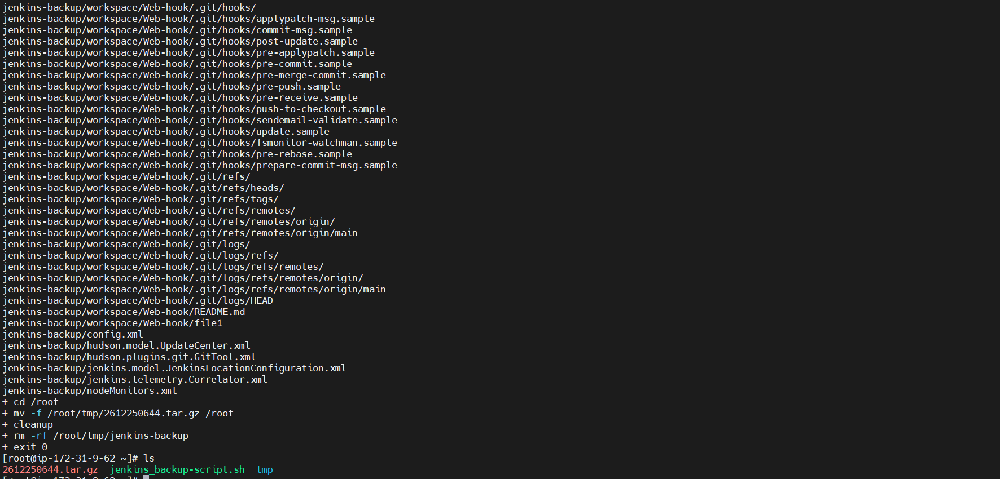 jenkins-backup/workspace/Web-hook/.git/hooks/
jenkins-backup/workspace/Web-hook/.git/hooks/applypatch-msg.sample
jenkins-backup/workspace/Web-hook/.git/hooks/commit-msg.sample
jenkins-backup/workspace/Web-hook/.git/hooks/post-update.sample
jenkins-backup/workspace/Web-hook/.git/hooks/pre-applypatch.sample
jenkins-backup/workspace/Web-hook/.git/hooks/pre-commit.sample
jenkins-backup/workspace/Web-hook/.git/hooks/pre-merge-commit.sample
jenkins-backup/workspace/Web-hook/.git/hooks/pre-push.sample
jenkins-backup/workspace/Web-hook/.git/hooks/pre-receive.sample
jenkins-backup/workspace/Web-hook/.git/hooks/push-to-checkout.sample
jenkins-backup/workspace/Web-hook/.git/hooks/sendemail-validate.sample
jenkins-backup/workspace/Web-hook/.git/hooks/update.sample
jenkins-backup/workspace/Web-hook/.git/hooks/fsmonitor-watchman.sample
jenkins-backup/workspace/Web-hook/.git/hooks/pre-rebase.sample
jenkins-backup/workspace/Web-hook/.git/hooks/prepare-commit-msg.sample
jenkins-backup/workspace/Web-hook/.git/refs/
jenkins-backup/workspace/Web-hook/.git/refs/heads/
jenkins-backup/workspace/Web-hook/.git/refs/tags/
jenkins-backup/workspace/Web-hook/.git/refs/remotes/
jenkins-backup/workspace/Web-hook/.git/refs/remotes/origin/
jenkins-backup/workspace/Web-hook/.git/refs/remotes/origin/main
jenkins-backup/workspace/Web-hook/.git/logs/
jenkins-backup/workspace/Web-hook/.git/logs/refs/
jenkins-backup/workspace/Web-hook/.git/logs/refs/remotes/
jenkins-backup/workspace/Web-hook/.git/logs/refs/remotes/origin/
jenkins-backup/workspace/Web-hook/.git/logs/refs/remotes/origin/main
jenkins-backup/workspace/Web-hook/.git/logs/HEAD
jenkins-backup/workspace/Web-hook/README.md
jenkins-backup/workspace/Web-hook/file1
jenkins-backup/config.xml
jenkins-backup/hudson.model.UpdateCenter.xml
jenkins-backup/hudson.plugins.git.GitTool.xml
jenkins-backup/jenkins.model.JenkinsLocationConfiguration.xml
jenkins-backup/jenkins.telemetry.Correlator.xml
jenkins-backup/nodeMonitors.xml
+ cd /root
+ mv -f /root/tmp/2612250644.tar.gz /root
+ cleanup
+ rm -rf /root/tmp/jenkins-backup
+ exit 0
[root@ip-172-31-9-62 ~]# ls
2612250644.tar.gz  jenkins_backup-script.sh  tmp